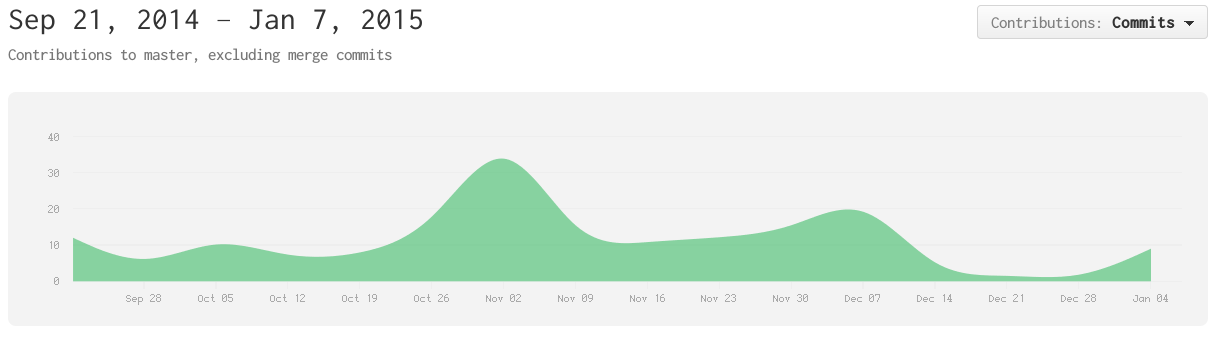 Sep 21, 2014 – Jan 7, 2015
Contributions: Commits
Contributions to master, excluding merge commits
40
30
20
10
0
Sep 28 Oct 05 Oct 12 Oct 19 Oct 26 Nov 02 Nov 09 Nov 16 Nov 23 Nov 30 Dec 07 Dec 14 Dec 21 Dec 28 Jan 04